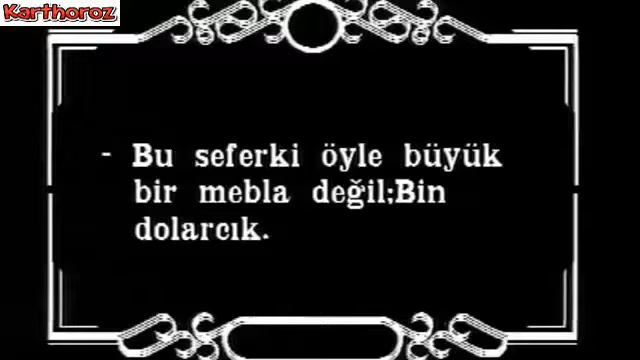 Karthoroz
- Bu seferki öyle büyük
bir mebla değil;Bin
dolarcık.